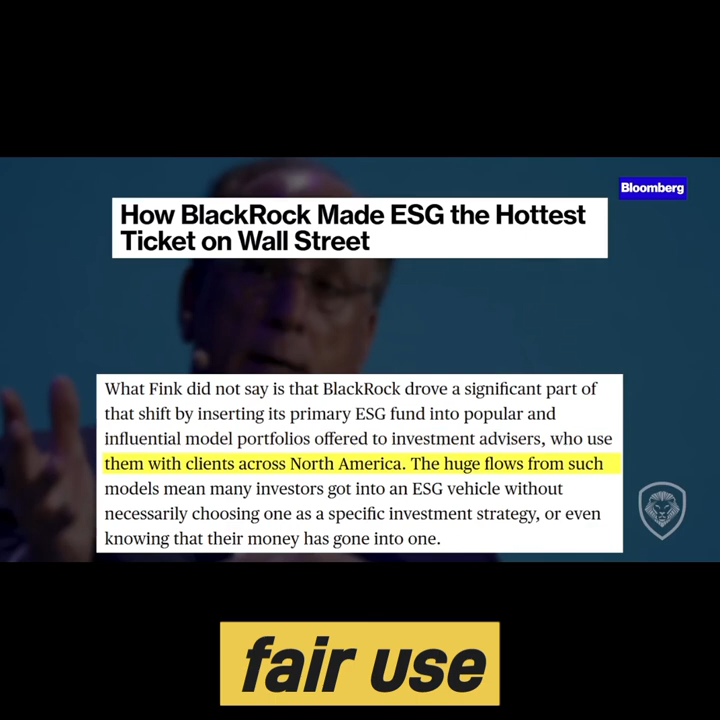 Bloomberg
How BlackRock Made ESG the Hottest
Ticket on Wall Street
What Fink did not say is that BlackRock drove a significant part of
that shift by inserting its primary ESG fund into popular and
influential model portfolios offered to investment advisers, who use
them with clients across North America. The huge flows from such
models mean many investors got into an ESG vehicle without
necessarily choosing one as a specific investment strategy, or even
knowing that their money has gone into one.
fair use